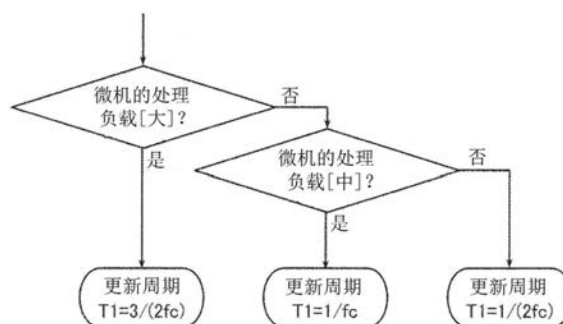 微机的处理
负载[大]?
否
是
微机的处理
负载[中]?
否
是
更新周期
T1=3/(2fc)
更新周期
T1=1/fc
更新周期
T1=1/(2fc)